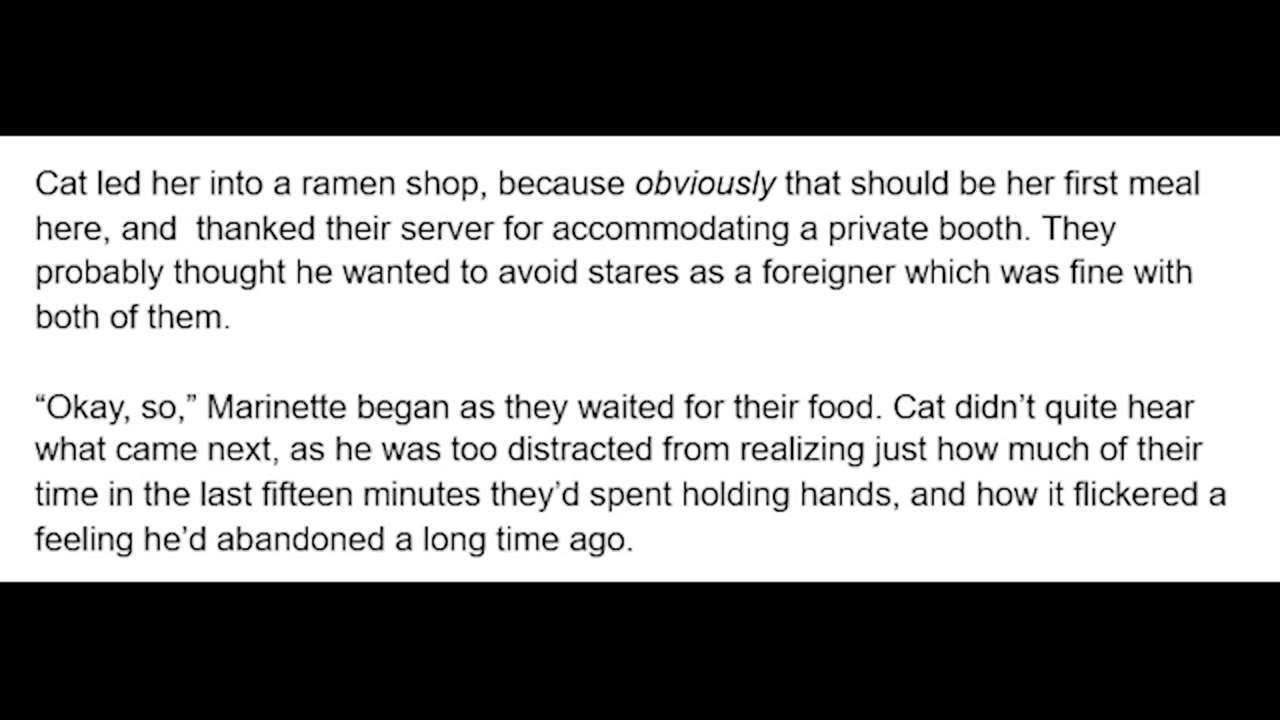 Cat led her into a ramen shop, because obviously that should be her first meal
here, and  thanked their server for accommodating a private booth. They
probably thought he wanted to avoid stares as a foreigner which was fine with
both of them.
“Okay, so,” Marinette began as they waited for their food. Cat didn’t quite hear
what came next, as he was too distracted from realizing just how much of their
time in the last fifteen minutes they’d spent holding hands, and how it flickered a
feeling he’d abandoned a long time ago.